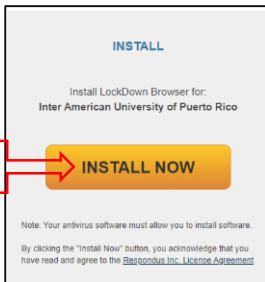 INSTALL
Install LockDown Browser for:
Inter American University of Puerto Rico
INSTALL NOW
Note: Your antivirus software must allow you to install software.
By clicking the "Install Now" button, you acknowledge that you
have read and agree to the Respondus Inc. License Agreement